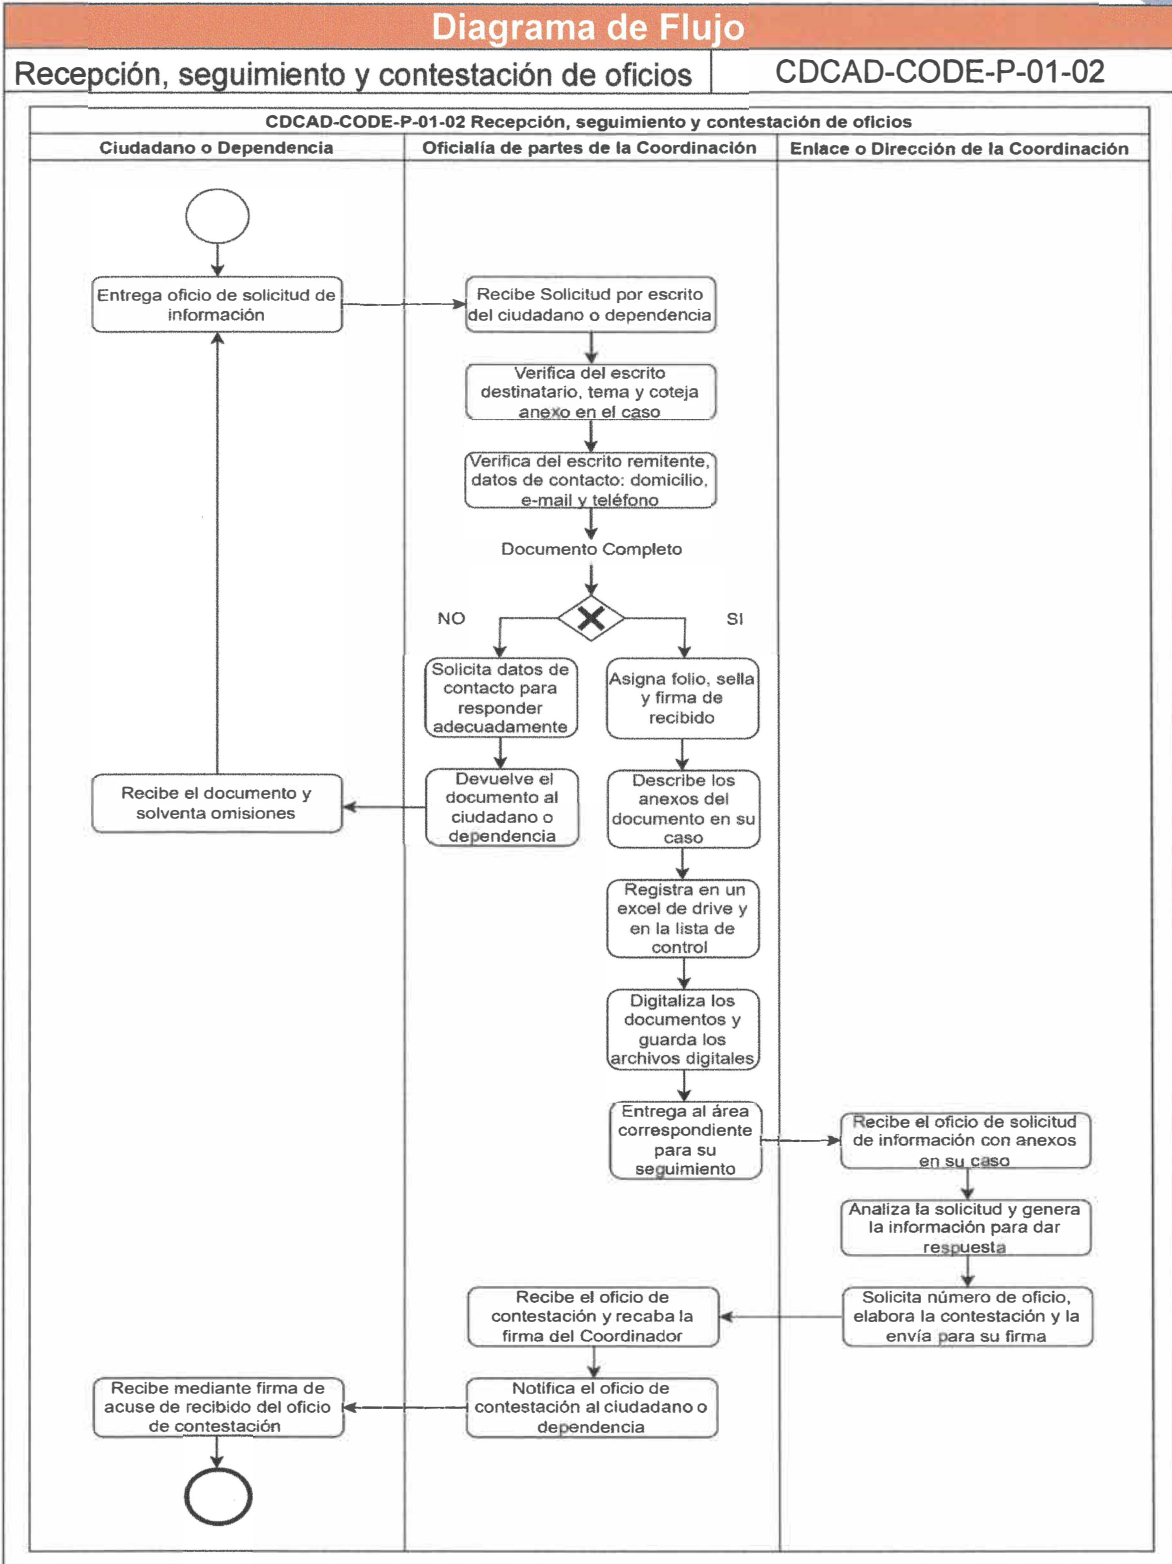 Diagrama de Flujo
Recepción, seguimiento y contestación de oficios
CDCAD-CODE-P-01-02
CDCAD-CODE-P-01-02 Recepción, seguimiento y contestación de oficios
Ciudadano o Dependencia
Oficialía de partes de la Coordinación
Enlace o Dirección de la Coordinación
Entrega oficio de solicitud de
información
Recibe Solicitud por escrito
del ciudadano o dependencia
Verifica del escrito
destinatario, tema y coteja
anexo en el caso
Verifica del escrito remitente,
datos de contacto: domicilio,
e-mail y teléfono
Documento Completo
NO
SI
Solicita datos de
contacto para
responder
adecuadamente
Asigna folio, sella
y firma de
recibido
Devuelve el
documento al
ciudadano o
dependencia
Recibe el documento y
solventa omisiones
Describe los
anexos del
documento en su
caso
Registra en un
excel de drive y
en la lista de
control
Digitaliza los
documentos y
guarda los
archivos digitales
Entrega al área
correspondiente
para su
seguimiento
Recibe el oficio de solicitud
de información con anexos
en su caso
Analiza la solicitud y genera
la información para dar
respuesta
Solicita número de oficio,
elabora la contestación y la
envía para su firma
Recibe el oficio de
contestación y recaba la
firma del Coordinador
Notifica el oficio de
contestación al ciudadano o
dependencia
Recibe mediante firma de
acuse de recibido del oficio
de contestación